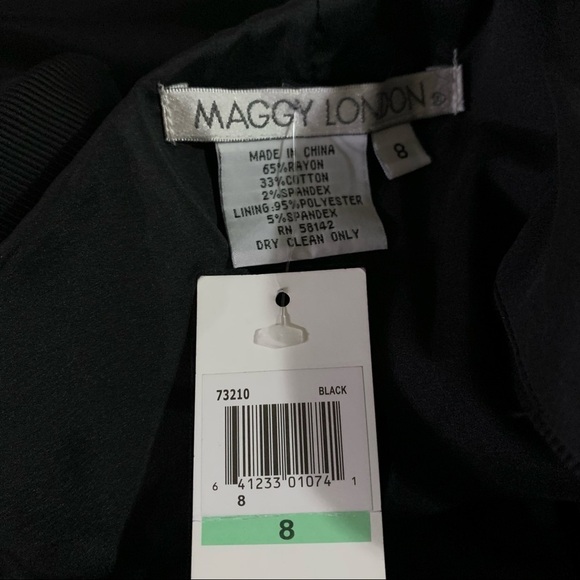 MAGGY LONDON
8
MADE IN CHINA
65%RAYON
33%COTTON
2%SPANDEX
LINING:95%POLYESTER
5%SPANDEX
RN 58142
DRY CLEAN ONLY
73210 BLACK
6 41233 01074 1
8
8